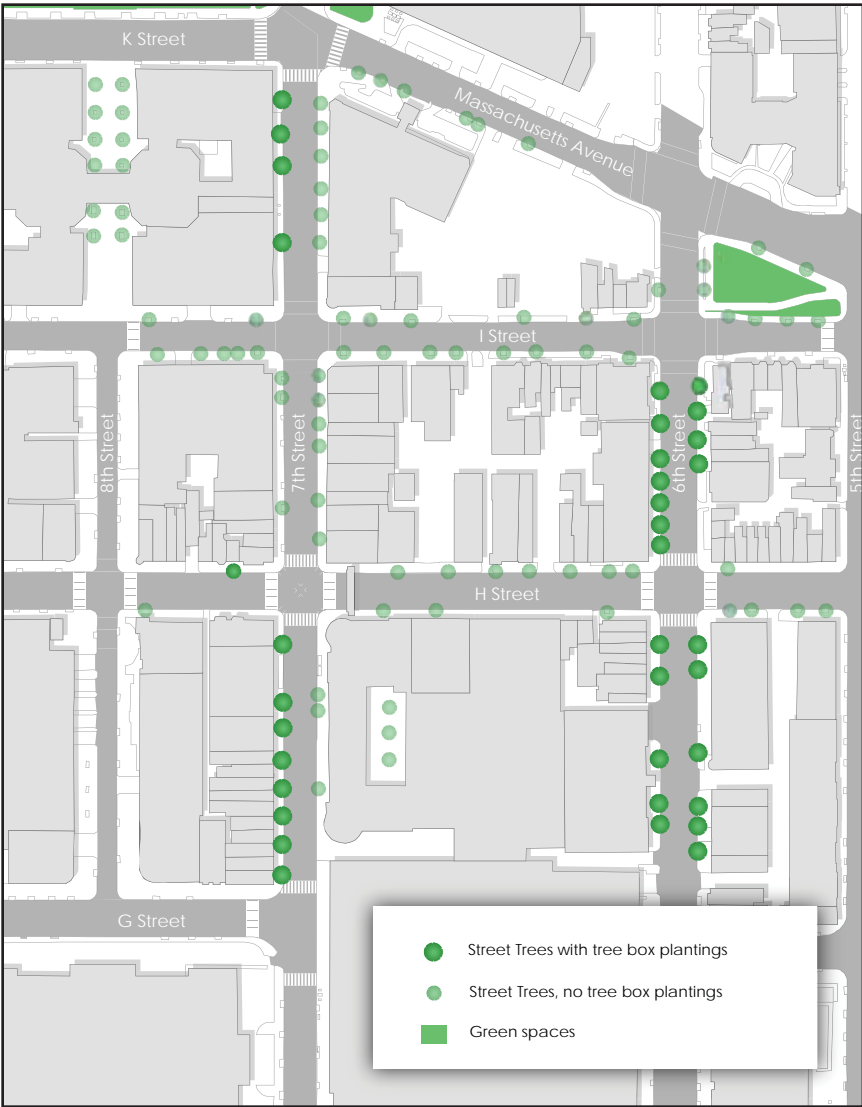 K Street
Massachusetts Avenue
I Street
8th Street
7th Street
6th Street
5th Street
H Street
G Street
Street Trees with tree box plantings
Street Trees, no tree box plantings
Green spaces